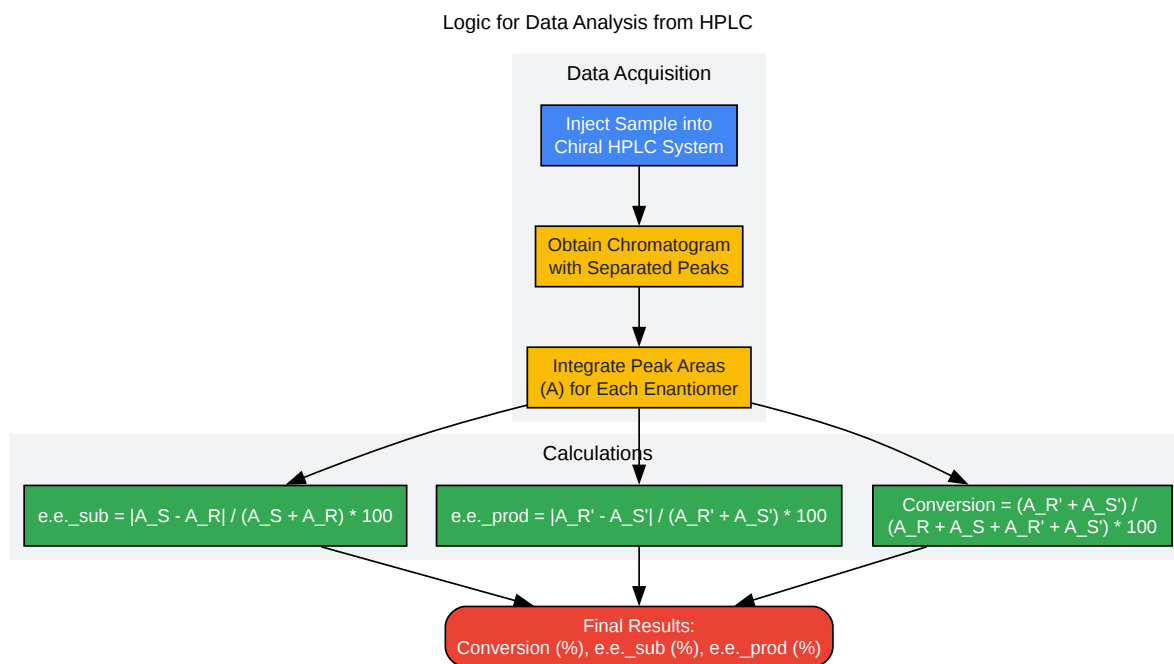 Logic for Data Analysis from HPLC
Data Acquisition
Inject Sample into
Chiral HPLC System
Obtain Chromatogram
with Separated Peaks
Integrate Peak Areas
(A) for Each Enantiomer
Calculations
e.e._sub = |A_S - A_R| / (A_S + A_R) * 100
e.e._prod = |A_R' - A_S'| / (A_R' + A_S') * 100
Conversion = (A_R' + A_S') /
(A_R + A_S + A_R' + A_S') * 100
Final Results:
Conversion (%), e.e._sub (%), e.e._prod (%)